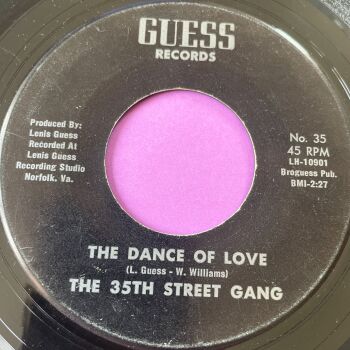 GUESS
RECORDS
Produced By:
Lenis Guess
Recorded At
Lenis Guess
Recording Studio
Norfolk, Va.
No. 35
45 RPM
LH-10901
Broguess Pub.
BMI-2:27
THE DANCE OF LOVE
(L. Guess - W. Williams)
THE 35TH STREET GANG